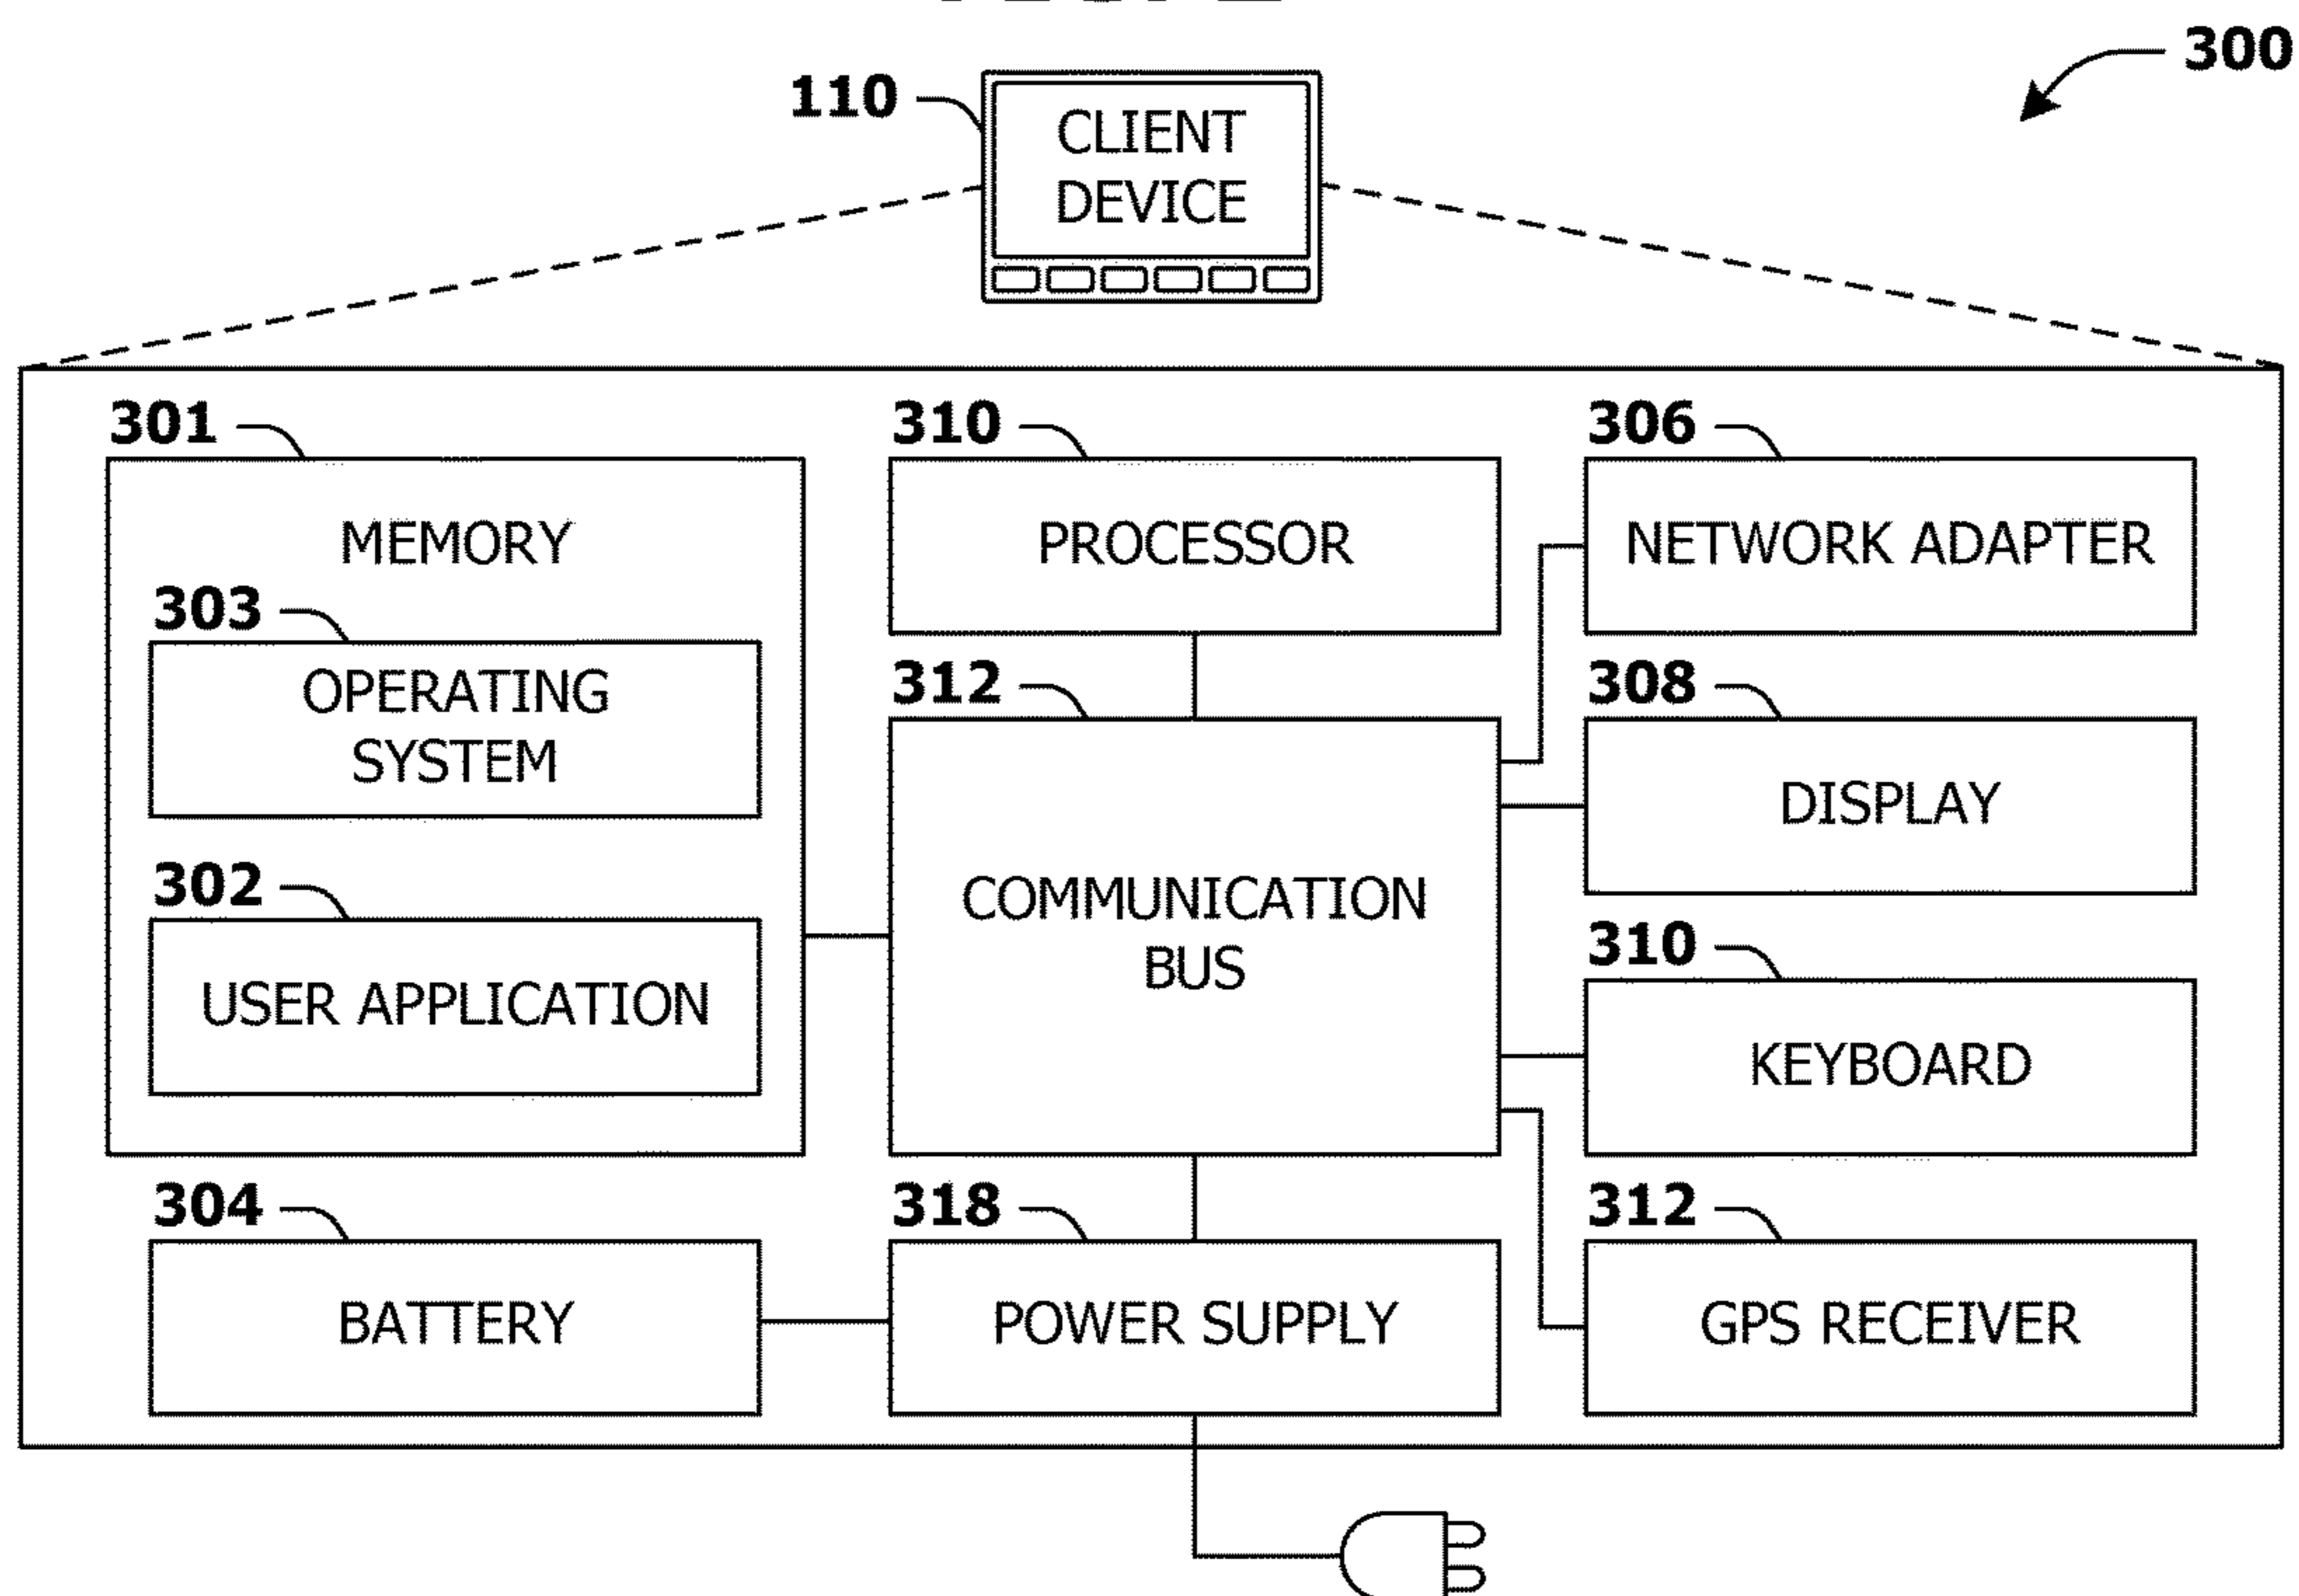 300
110
CLIENT
DEVICE
301
310
306
MEMORY
PROCESSOR
NETWORK ADAPTER
303
312
308
OPERATING
SYSTEM
DISPLAY
302
COMMUNICATION
BUS
310
USER APPLICATION
KEYBOARD
304
318
312
BATTERY
POWER SUPPLY
GPS RECEIVER